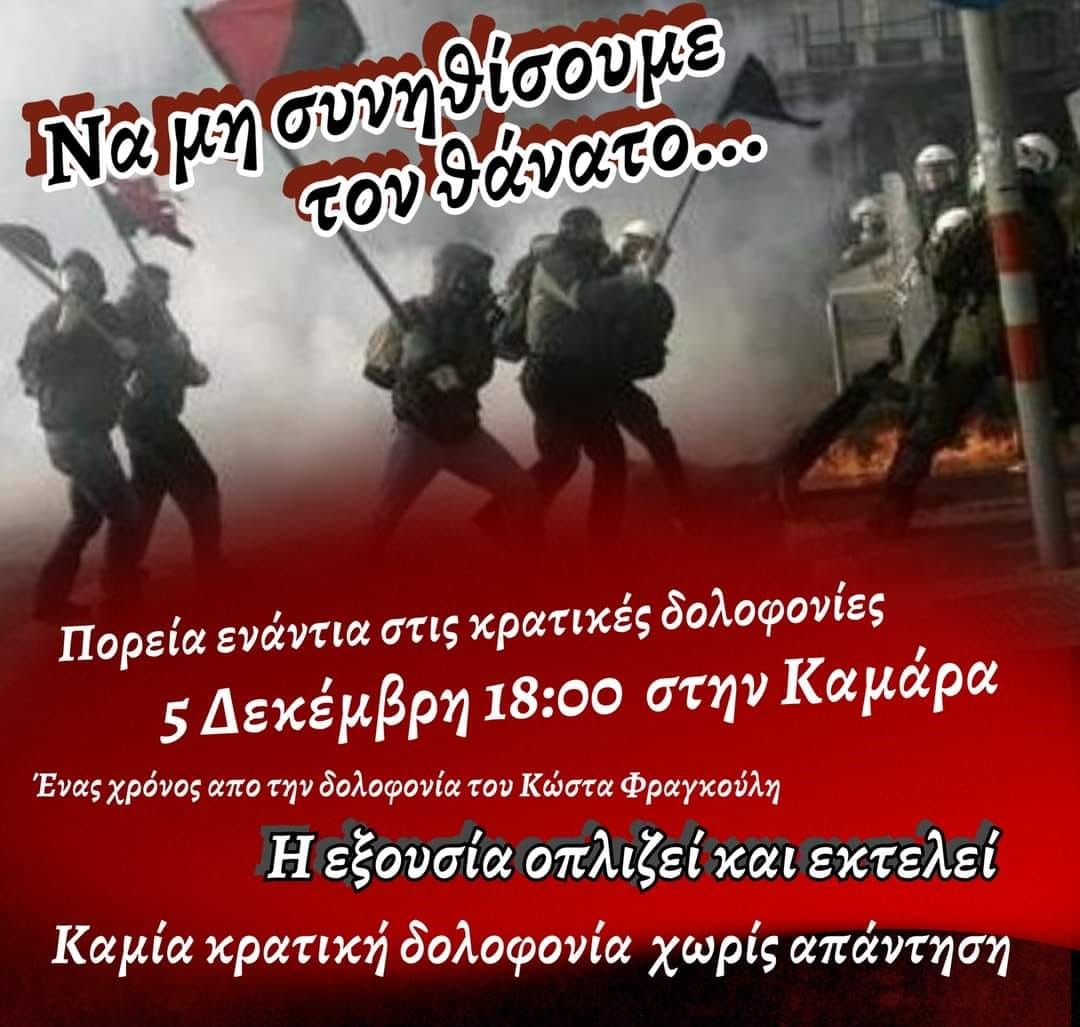 Να μη συνηθίσουμε
τον θάνατο...
Πορεία ενάντια στις κρατικές δολοφονίες
5 Δεκέμβρη 18:00 στην Καμάρα
Ένας χρόνος απο την δολοφονία του Κώστα Φραγκούλη
Η εξουσία οπλιζεί και εκτελεί
Καμία κρατική δολοφονία χωρίς απάντηση